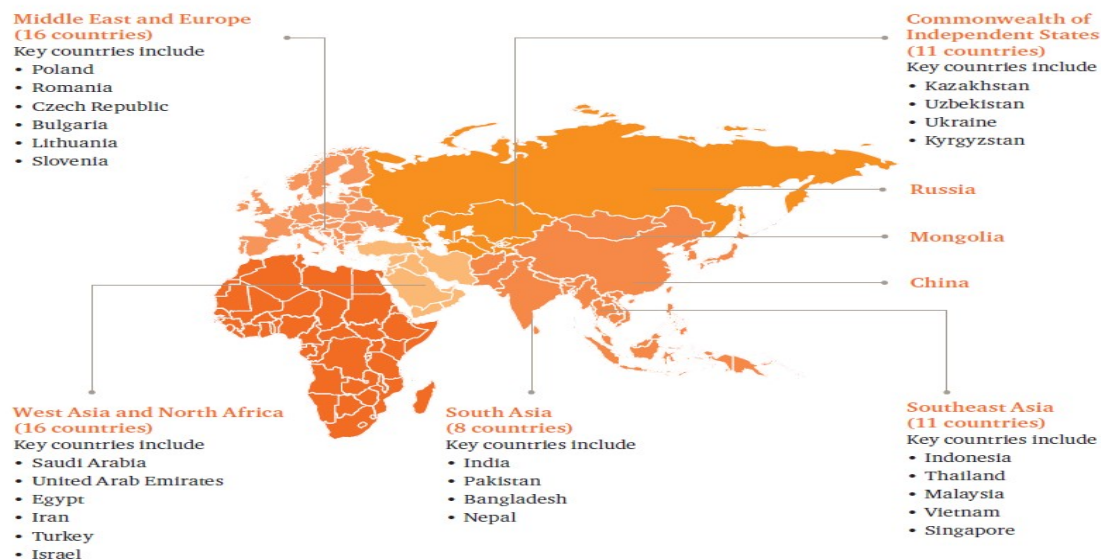 Middle East and Europe
(16 countries)
Key countries include
• Poland
• Romania
• Czech Republic
• Bulgaria
• Lithuania
• Slovenia
Commonwealth of
Independent States
(11 countries)
Key countries include
• Kazakhstan
• Uzbekistan
• Ukraine
• Kyrgyzstan
Russia
Mongolia
China
West Asia and North Africa
(16 countries)
Key countries include
• Saudi Arabia
• United Arab Emirates
• Egypt
• Iran
• Turkey
• Israel
South Asia
(8 countries)
Key countries include
• India
• Pakistan
• Bangladesh
• Nepal
Southeast Asia
(11 countries)
Key countries include
• Indonesia
• Thailand
• Malaysia
• Vietnam
• Singapore